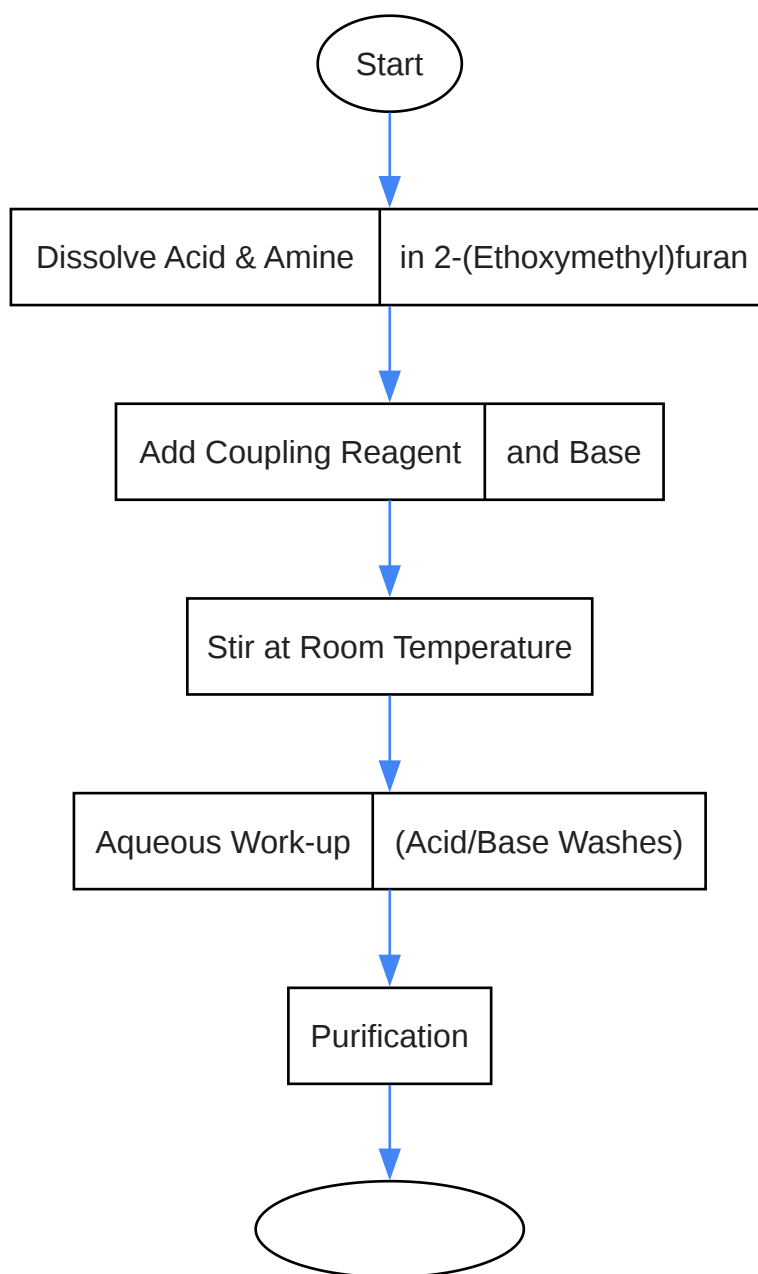 Start
Dissolve Acid & Amine
in 2-(Ethoxymethyl)furan
Add Coupling Reagent
and Base
Stir at Room Temperature
Aqueous Work-up
(Acid/Base Washes)
Purification